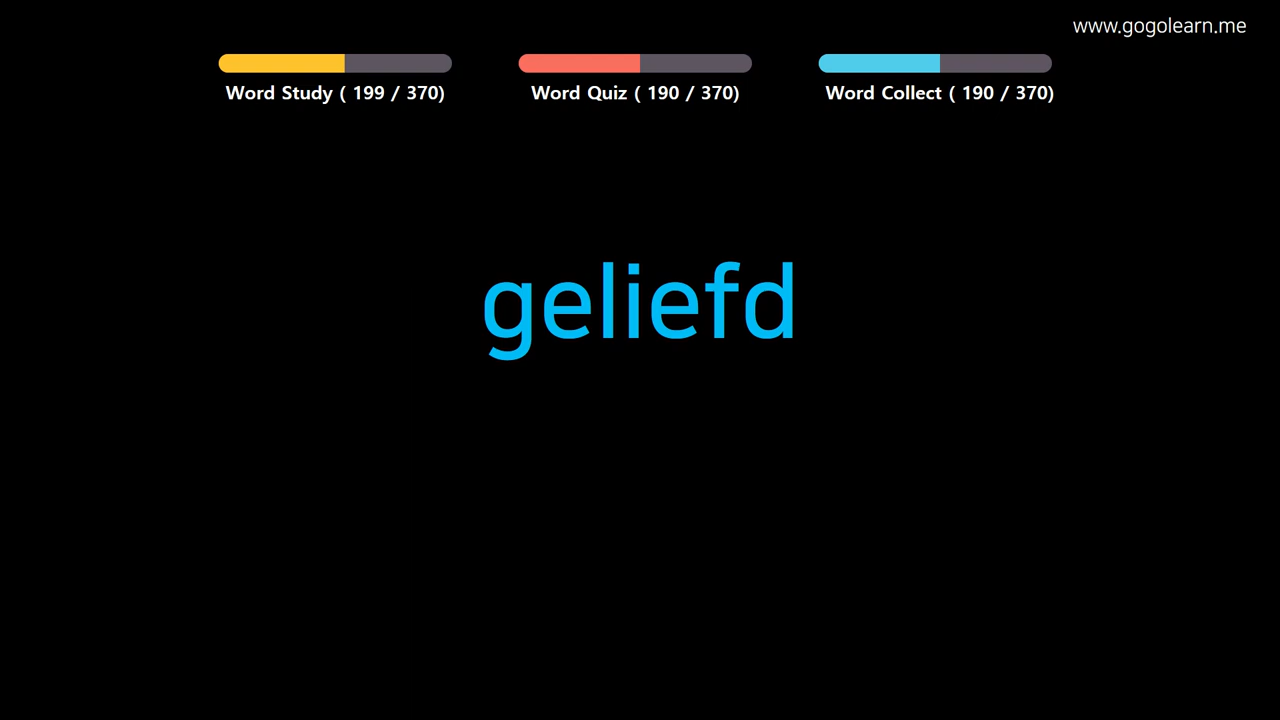 www.gogolearn.me
Word Study ( 199 / 370)
Word Quiz ( 190 / 370)
Word Collect ( 190 / 370)
geliefd